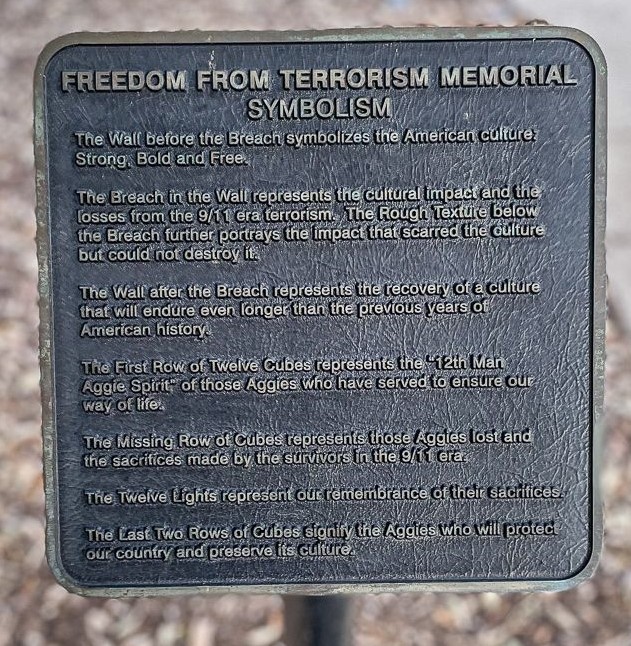 FREEDOM FROM TERRORISM MEMORIAL
SYMBOLISM
The Wall before the Breach symbolizes the American culture:
Strong, Bold and Free.
The Breach in the Wall represents the cultural impact and the
losses from the 9/11 era terrorism. The Rough Texture below
the Breach further portrays the impact that scarred the culture
but could not destroy it.
The Wall after the Breach represents the recovery of a culture
that will endure even longer than the previous years of
American history.
The First Row of Twelve Cubes represents the "12th Man
Aggie Spirit" of those Aggies who have served to ensure our
way of life.
The Missing Row of Cubes represents those Aggies lost and
the sacrifices made by the survivors in the 9/11 era.
The Twelve Lights represent our remembrance of their sacrifices.
The Last Two Rows of Cubes signify the Aggies who will protect
our country and preserve its culture.